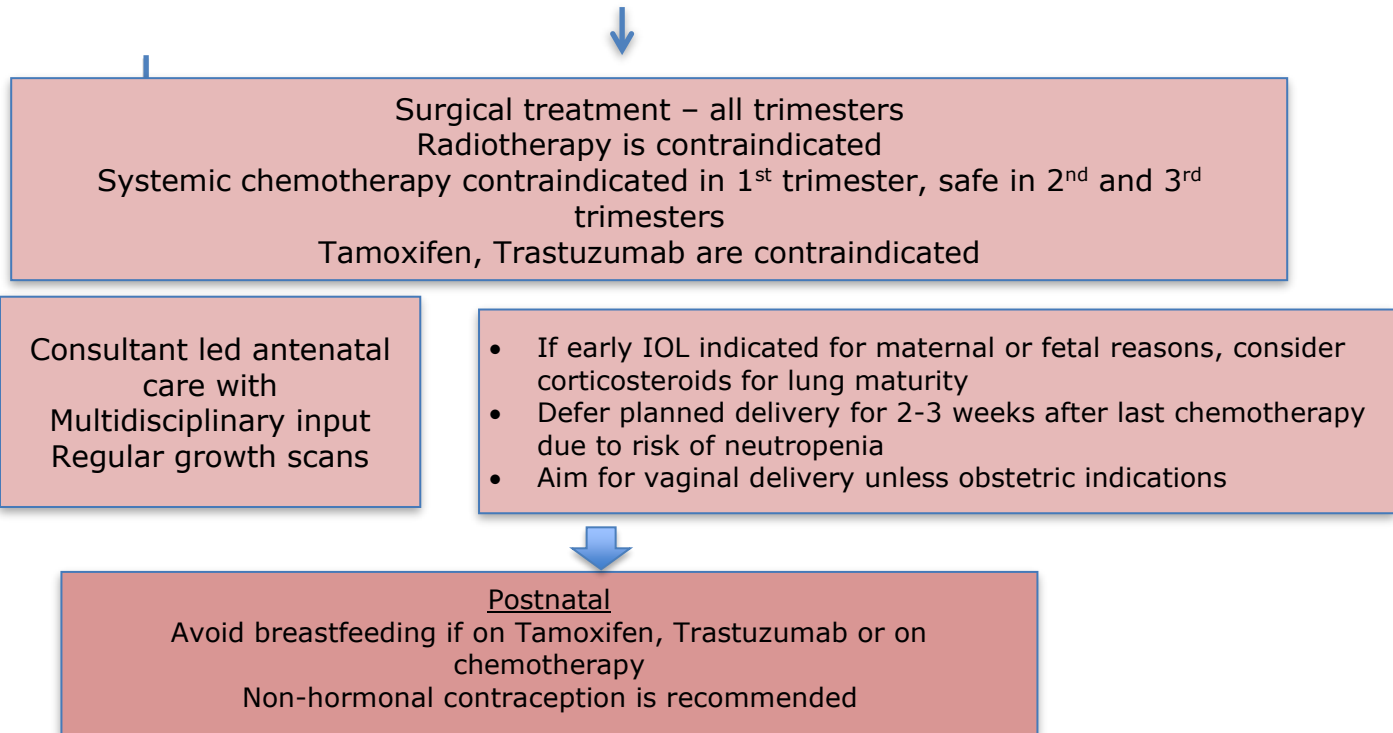 Surgical treatment – all trimesters
Radiotherapy is contraindicated
Systemic chemotherapy contraindicated in 1st trimester, safe in 2nd and 3rd
trimesters
Tamoxifen, Trastuzumab are contraindicated
Consultant led antenatal
care with
Multidisciplinary input
Regular growth scans
• If early IOL indicated for maternal or fetal reasons, consider
corticosteroids for lung maturity
• Defer planned delivery for 2-3 weeks after last chemotherapy
due to risk of neutropenia
• Aim for vaginal delivery unless obstetric indications
Postnatal
Avoid breastfeeding if on Tamoxifen, Trastuzumab or on
chemotherapy
Non-hormonal contraception is recommended